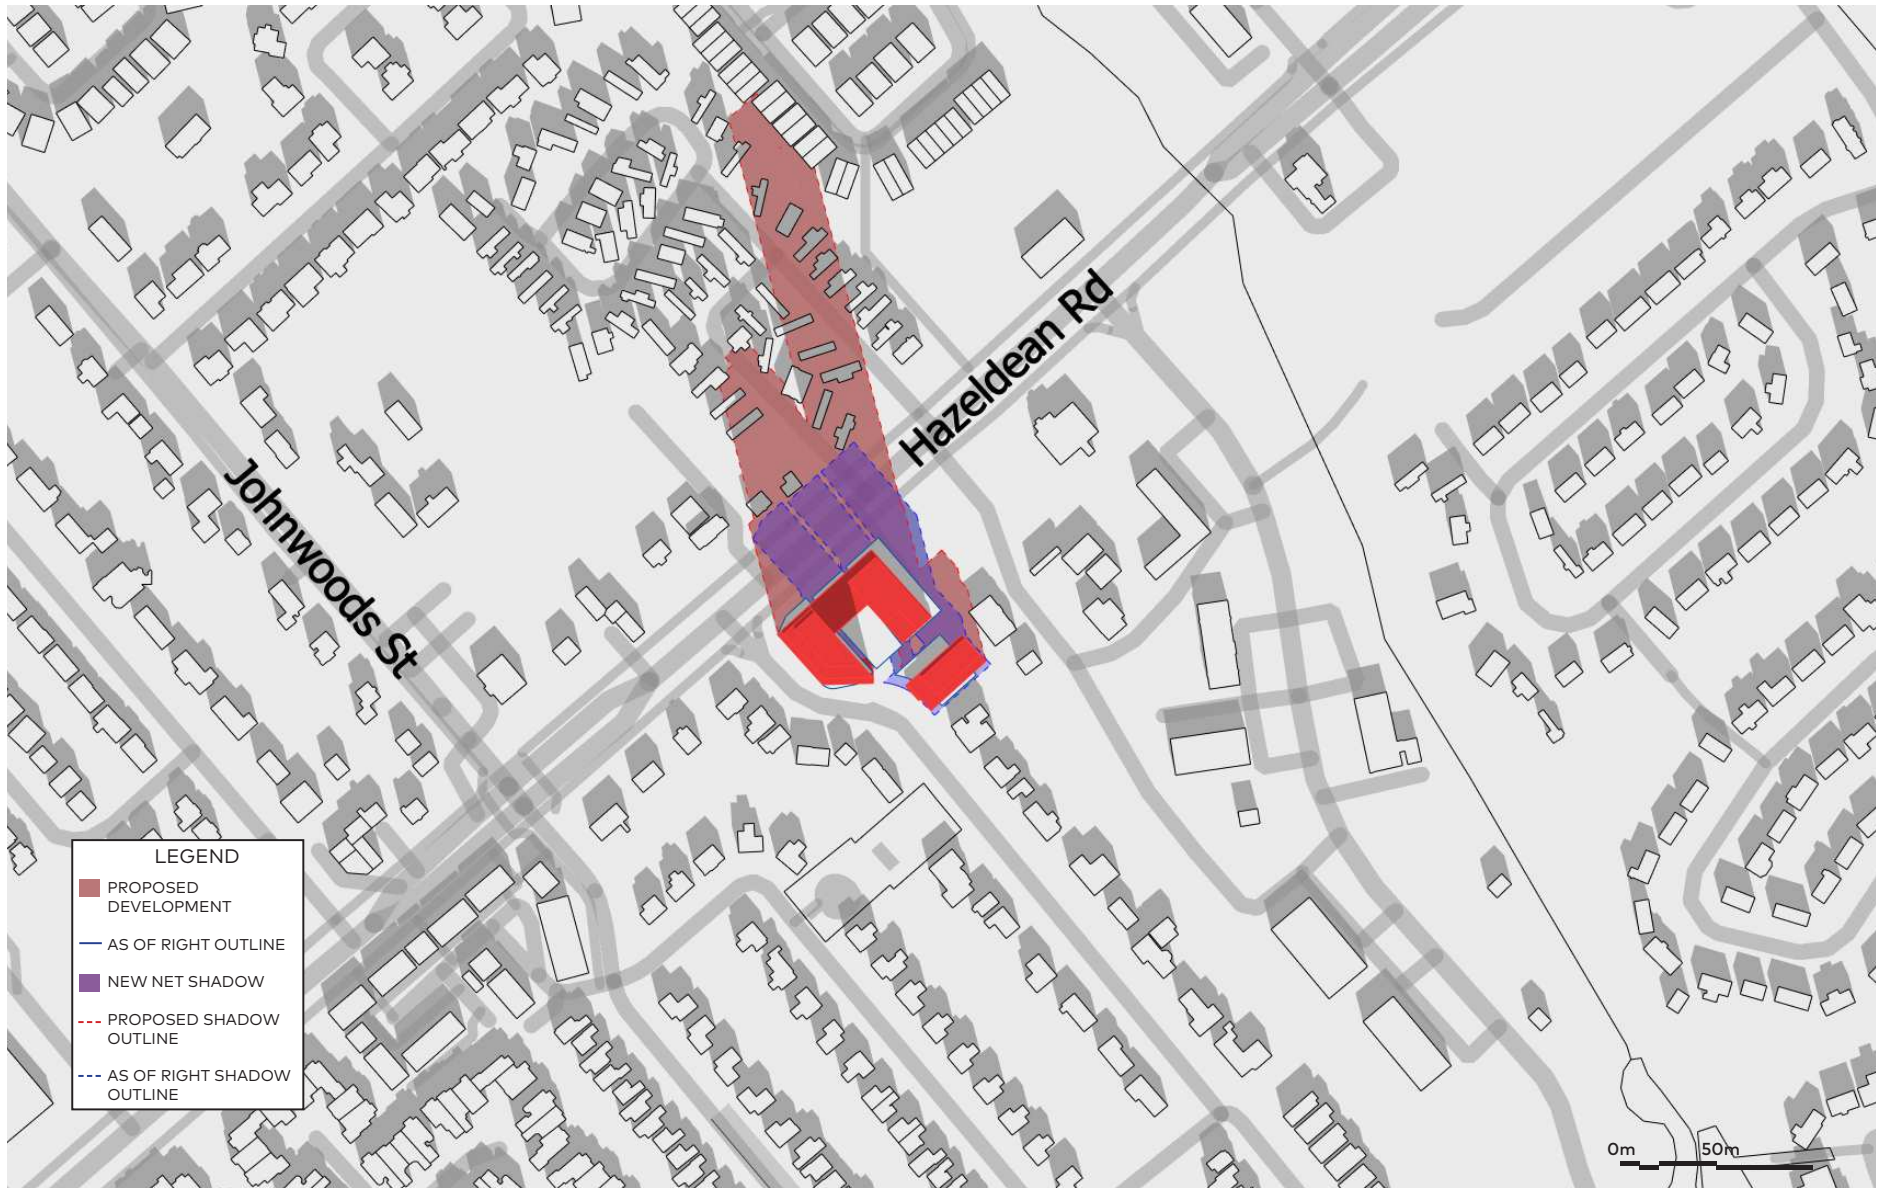 Hazeldean Rd
Johnwoods St
LEGEND
PROPOSED
DEVELOPMENT
AS OF RIGHT OUTLINE
NEW NET SHADOW
PROPOSED SHADOW
OUTLINE
AS OF RIGHT SHADOW
OUTLINE
0m 50m